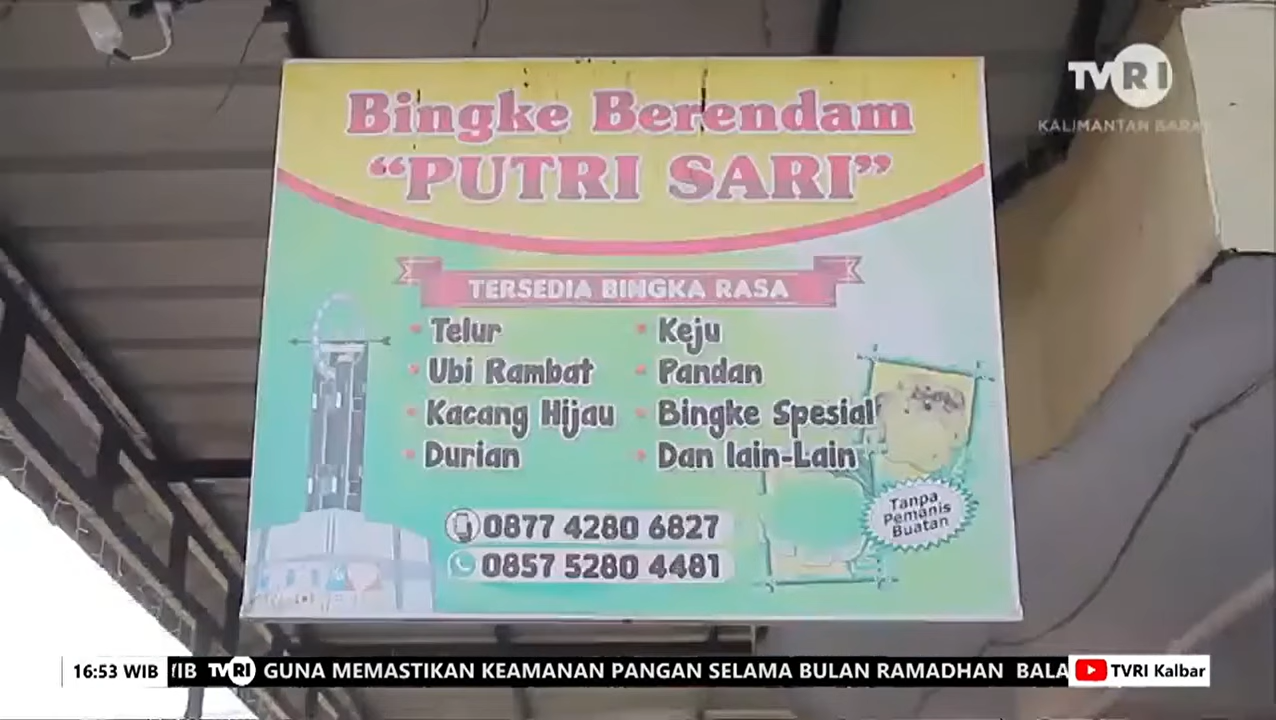 TVRI
KALIMANTAN BARAT
Bingke Berendam
“PUTRI SARI”
TERSEDIA BINGKA RASA
• Telur
• Ubi Rambat
• Kacang Hijau
• Durian
• Keju
• Pandan
• Bingke Spesial
• Dan lain-Lain
Tanpa
Pemanis
Buatan
0877 4280 6827
0857 5280 4481
16:53 WIB
TVRI GUNA MEMASTIKAN KEAMANAN PANGAN SELAMA BULAN RAMADHAN BALA
TVRI Kalbar